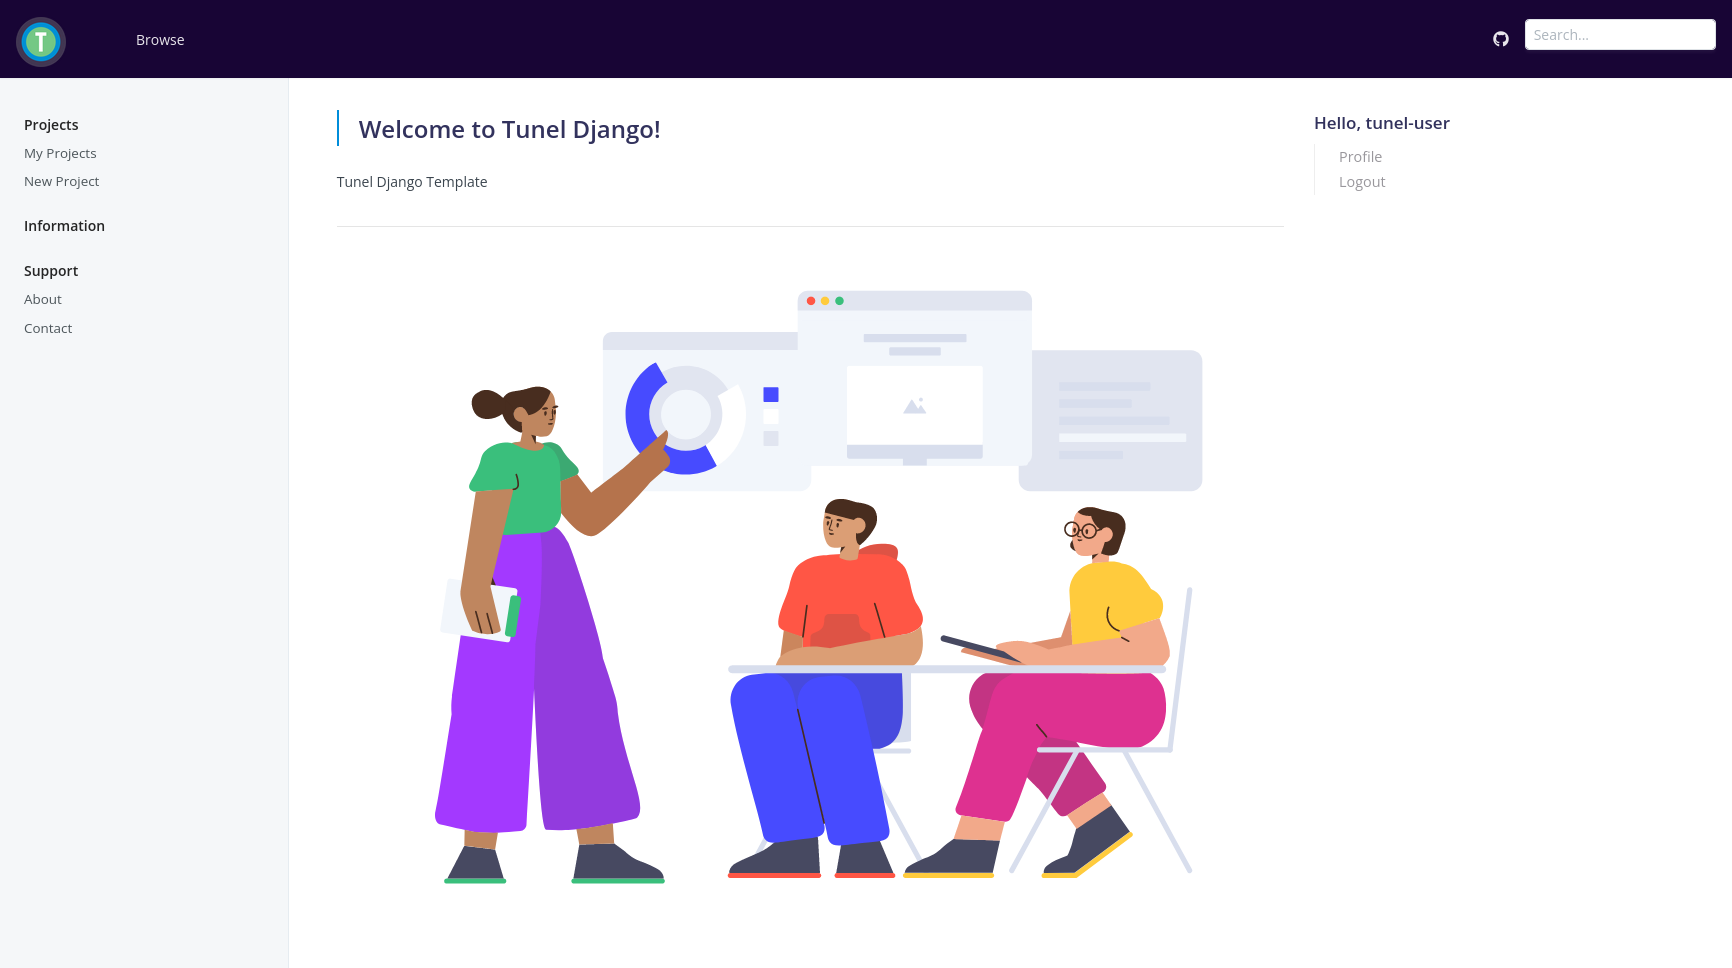 T
Browse
Search...
Projects
My Projects
New Project
Information
Support
About
Contact
Welcome to Tunel Django!
Tunel Django Template
Hello, tunel-user
Profile
Logout